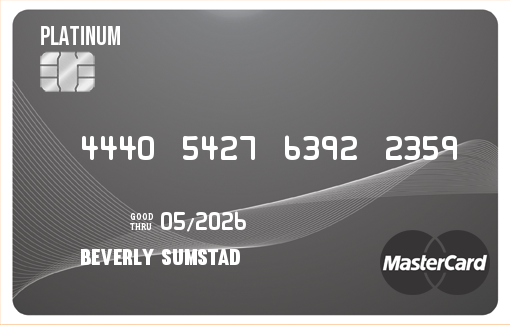 PLATINUM
4440 5427 6392 2359
GOOD THRU 05/2026
BEVERLY SUMSTAD
MasterCard